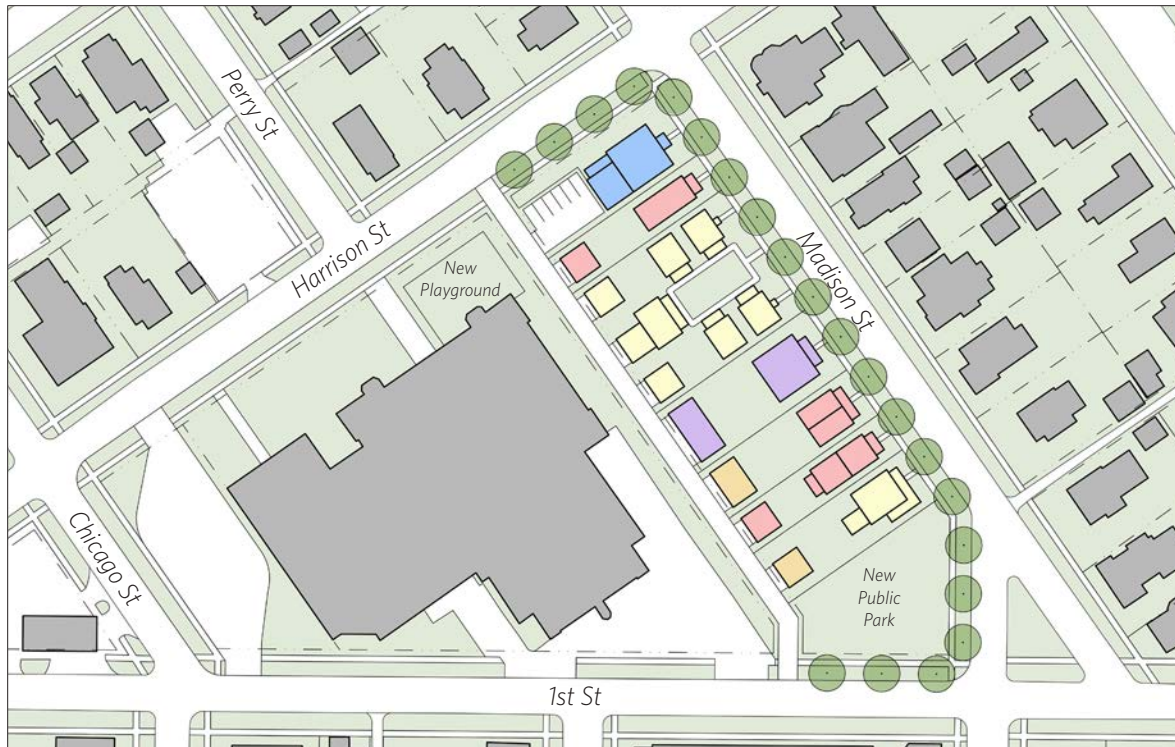 Perry St
Harrison St
New
Playground
Madison St
Chicago St
New
Public
Park
1st St